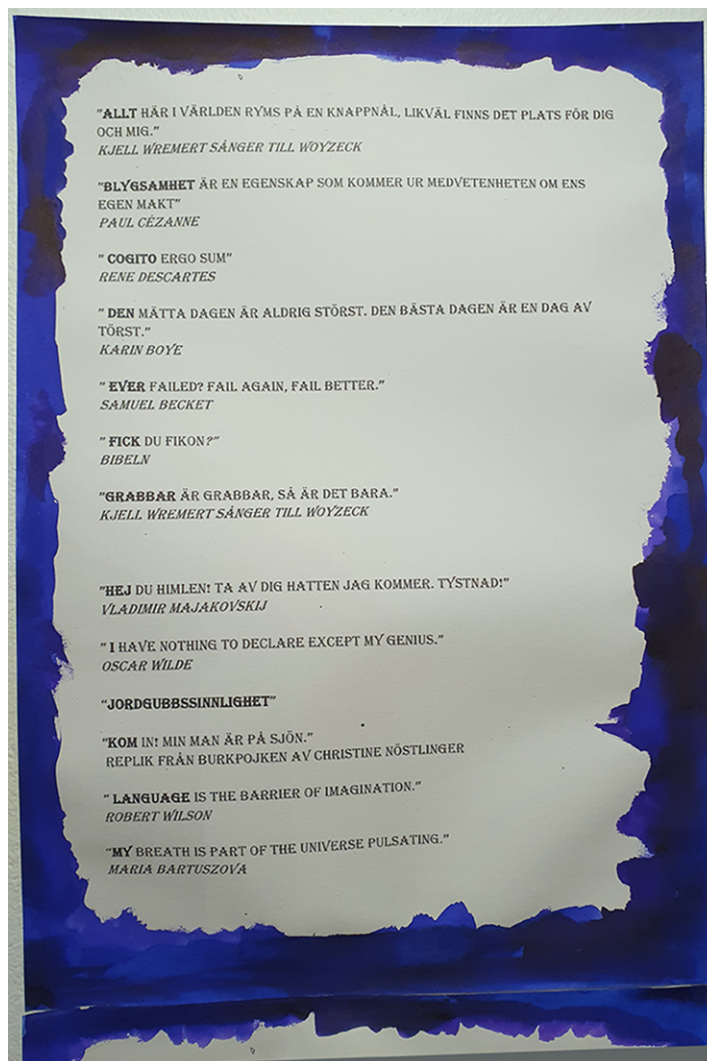 "ALLT HÄR I VÄRLDEN RYMS PÅ EN KNAPPNÅL, LIKVÄL FINNS DET PLATS FÖR DIG
OCH MIG."
KJELL WREMERT SÅNGER TILL WOYZECK
"BLYGSAMHET ÄR EN EGENSKAP SOM KOMMER UR MEDVETENHETEN OM ENS
EGEN MAKT"
PAUL CÉZANNE
" COGITO ERGO SUM"
RENE DESCARTES
" DEN MÄTTA DAGEN ÄR ALDRIG STÖRST. DEN BÄSTA DAGEN ÄR EN DAG AV
TÖRST."
KARIN BOYE
" EVER FAILED? FAIL AGAIN, FAIL BETTER."
SAMUEL BECKET
" FICK DU FIKON?"
BIBELN
"GRABBAR ÄR GRABBAR, SÅ ÄR DET BARA."
KJELL WREMERT SÅNGER TILL WOYZECK
"HEJ DU HIMLEN! TA AV DIG HATTEN JAG KOMMER. TYSTNAD!"
VLADIMIR MAJAKOVSKIJ
" I HAVE NOTHING TO DECLARE EXCEPT MY GENIUS."
OSCAR WILDE
"JORDGUBBSSINNLIGHET"
"KOM IN! MIN MAN ÄR PÅ SJÖN."
REPLIK FRÅN BURKPOJKEN AV CHRISTINE NÖSTLINGER
" LANGUAGE IS THE BARRIER OF IMAGINATION."
ROBERT WILSON
"MY BREATH IS PART OF THE UNIVERSE PULSATING."
MARIA BARTUSZOVA